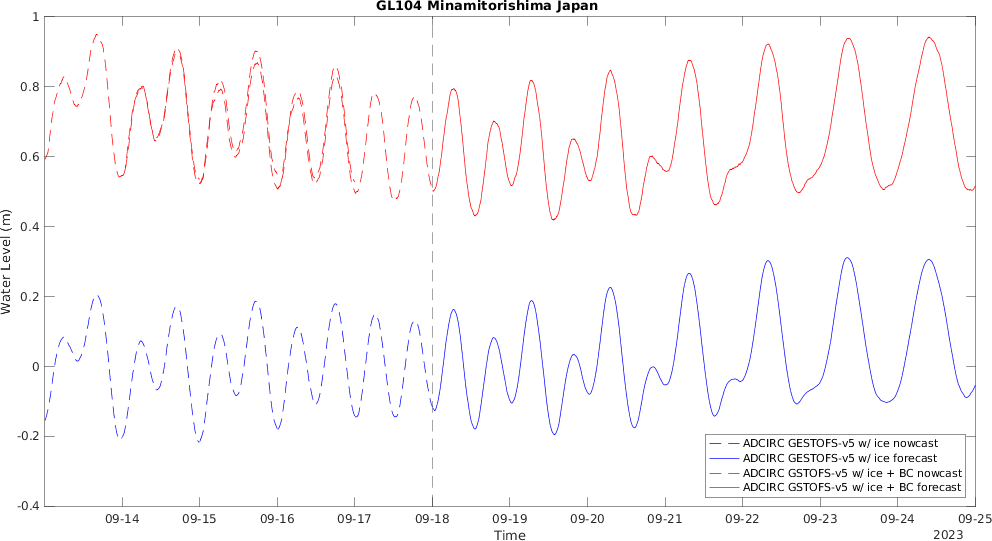 GL104 Minamitorishima Japan
1
0.8
0.6
0.4
0.2
0
-0.2
-0.4
Water Level (m)
09-14 09-15 09-16 09-17 09-18 09-19 09-20 09-21 09-22 09-23 09-24 09-25
Time
2023
ADCIRC GESTOFS-v5 w/ ice nowcast
ADCIRC GESTOFS-v5 w/ ice forecast
ADCIRC GSTOFS-v5 w/ ice + BC nowcast
ADCIRC GSTOFS-v5 w/ ice + BC forecast